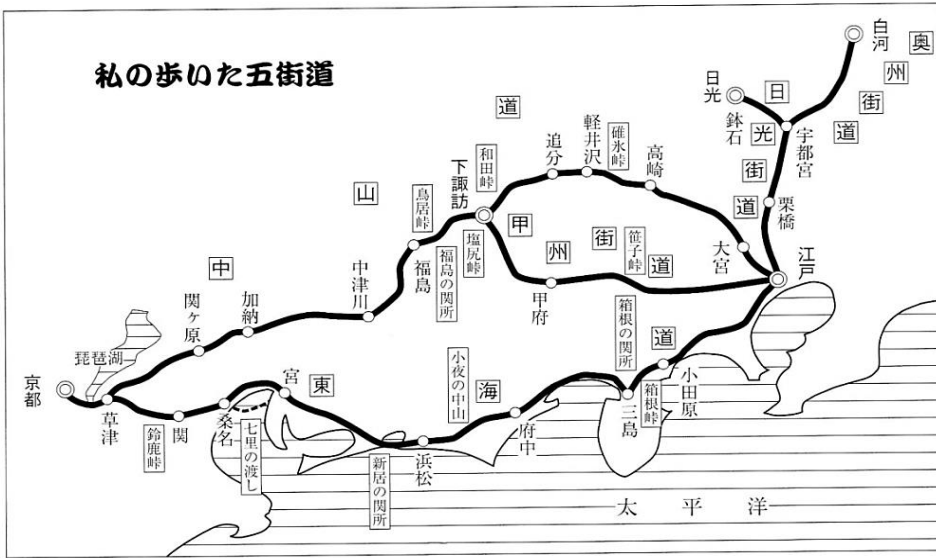 私の歩いた五街道
奥州街道
白河
日光
鉢石
日光街道
宇都宮
栗橋
江戸
大宮
高崎
碓氷峠
軽井沢
追分
和田峠
下諏訪
塩尻峠
甲州街道
笹子峠
甲府
中山道
鳥居峠
福島
福島の関所
中津川
加納
関ヶ原
琵琶湖
京都
草津
東海道
鈴鹿峠
関
桑名
七里の渡し
宮
新居の関所
浜松
小夜の中山
府中
三島
箱根の関所
箱根峠
小田原
太平洋